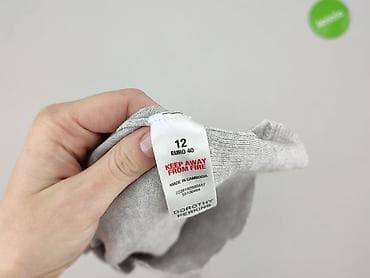 12
EURO 40
KEEP AWAY
FROM FIRE
MADE IN CAMBODIA
DOROTHY
PERKINS